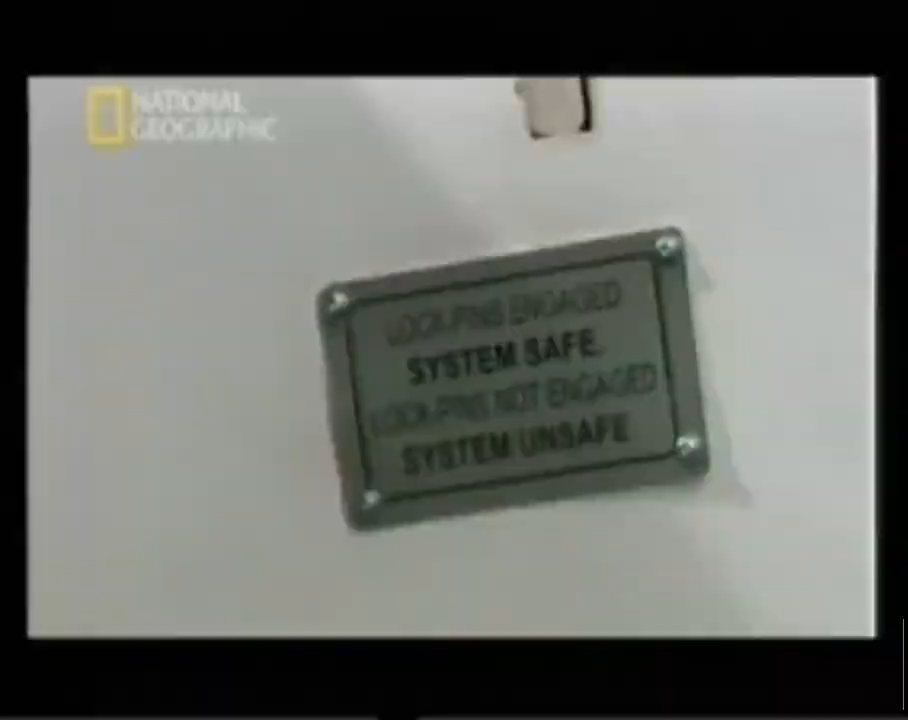 NATIONAL
GEOGRAPHIC
LOCK-PINS ENGAGED
SYSTEM SAFE.
LOCK-PINS NOT ENGAGED
SYSTEM UNSAFE